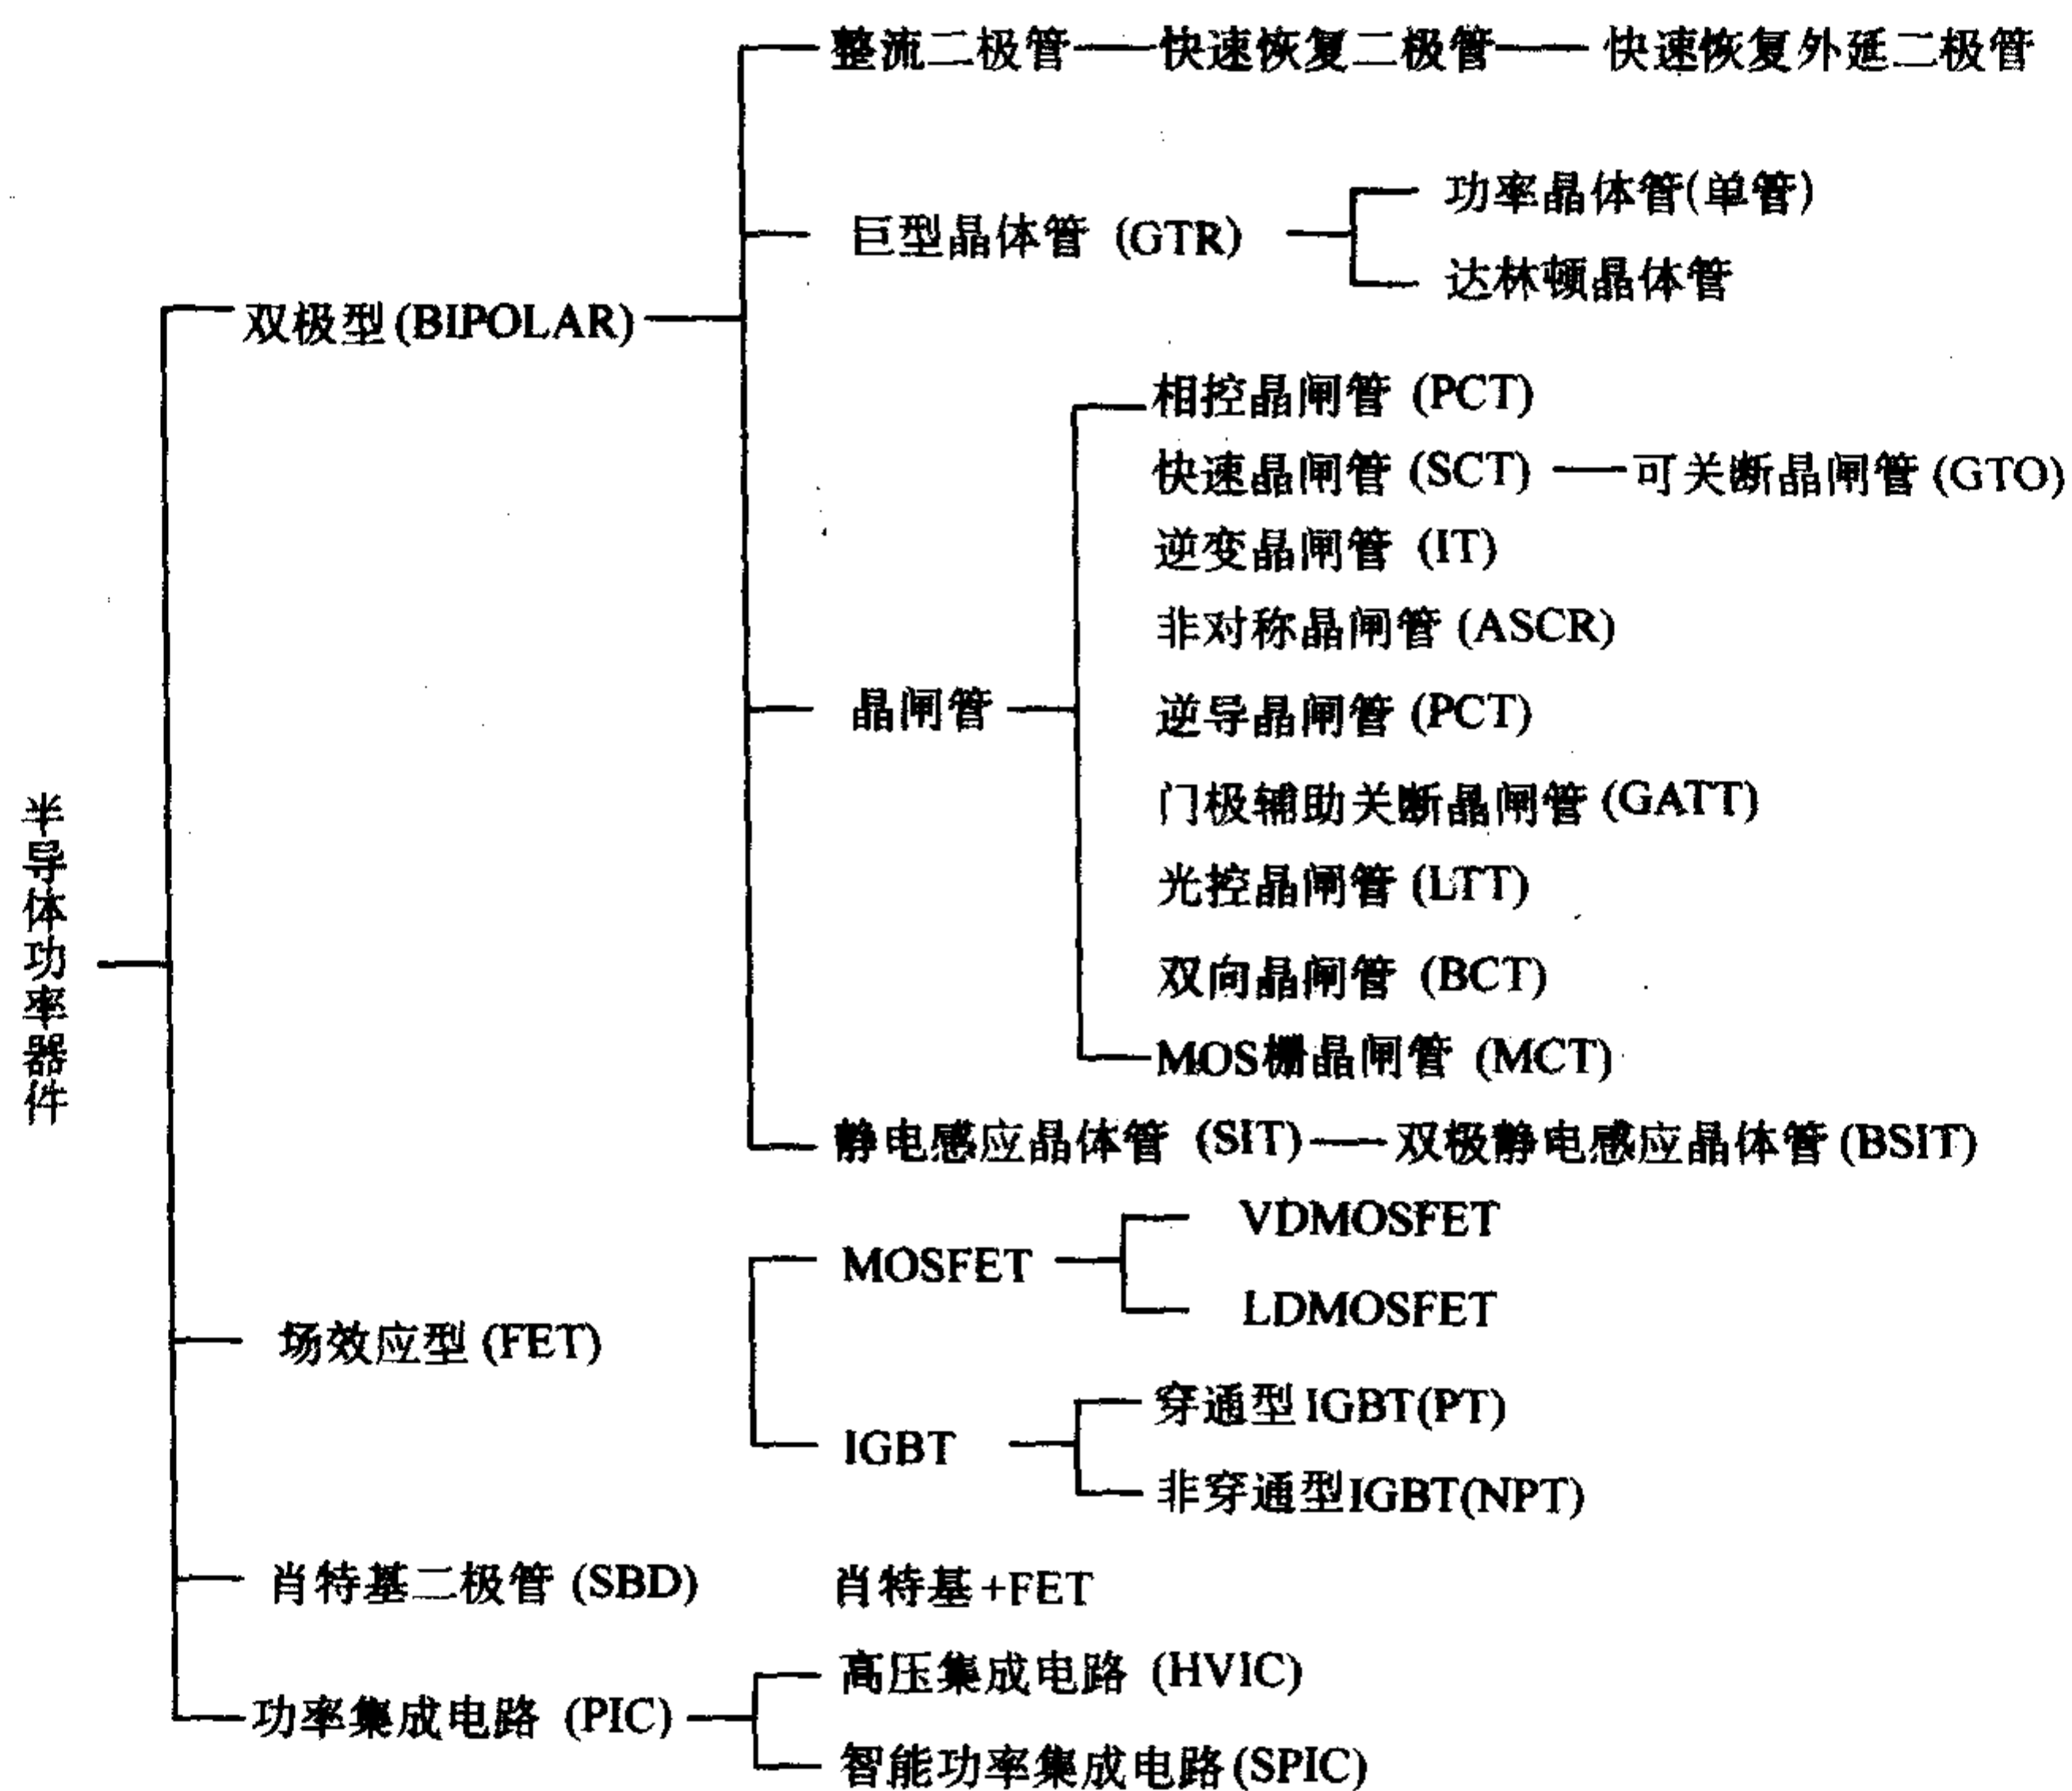 半导体功率器件
双极型(BIPOLAR)
整流二极管 快速恢复二极管 快速恢复外延二极管
巨型晶体管 (GTR)
功率晶体管(单管)
达林顿晶体管
晶闸管
相控晶闸管 (PCT)
快速晶闸管 (SCT) 可关断晶闸管 (GTO)
逆变晶闸管 (IT)
非对称晶闸管 (ASCR)
逆导晶闸管 (PCT)
门极辅助关断晶闸管 (GATT)
光控晶闸管 (LTT)
双向晶闸管 (BCT)
MOS栅晶闸管 (MCT)
静电感应晶体管 (SIT) 双极静电感应晶体管 (BSIT)
场效应型 (FET)
MOSFET
VDMOSFET
LDMOSFET
IGBT
穿通型IGBT(PT)
非穿通型IGBT(NPT)
肖特基二极管 (SBD) 肖特基+FET
功率集成电路 (PIC)
高压集成电路 (HVIC)
智能功率集成电路(SPIC)